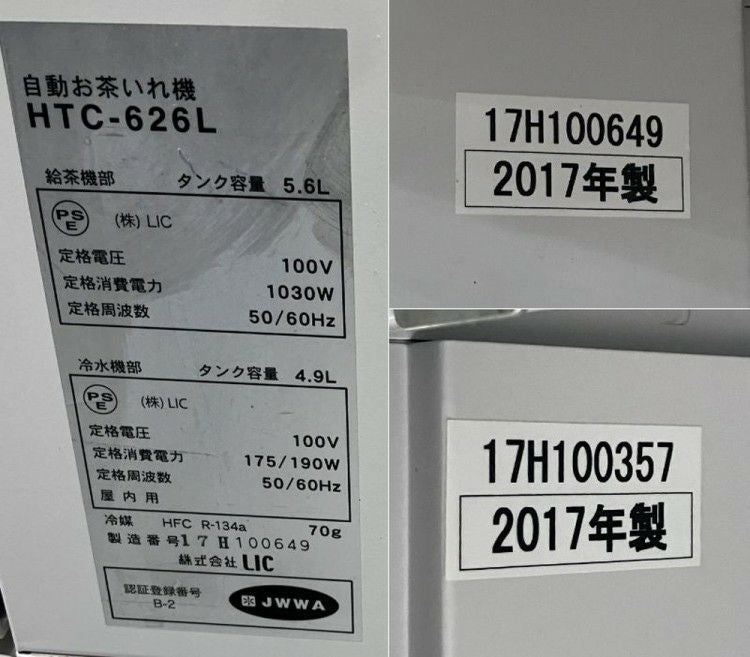 自動お茶いれ機
HTC-626L
給茶機部 タンク容量 5.6L
PSE (株) LIC
定格電圧 100V
定格消費電力 1030W
定格周波数 50/60Hz
冷水機部 タンク容量 4.9L
PSE (株) LIC
定格電圧 100V
定格消費電力 175/190W
定格周波数 50/60Hz
屋内用
冷媒 HFC R-134a 70g
製造番号17H100649
株式会社 LIC
認証登録番号
B-2
JWWA
17H100649
2017年製
17H100357
2017年製